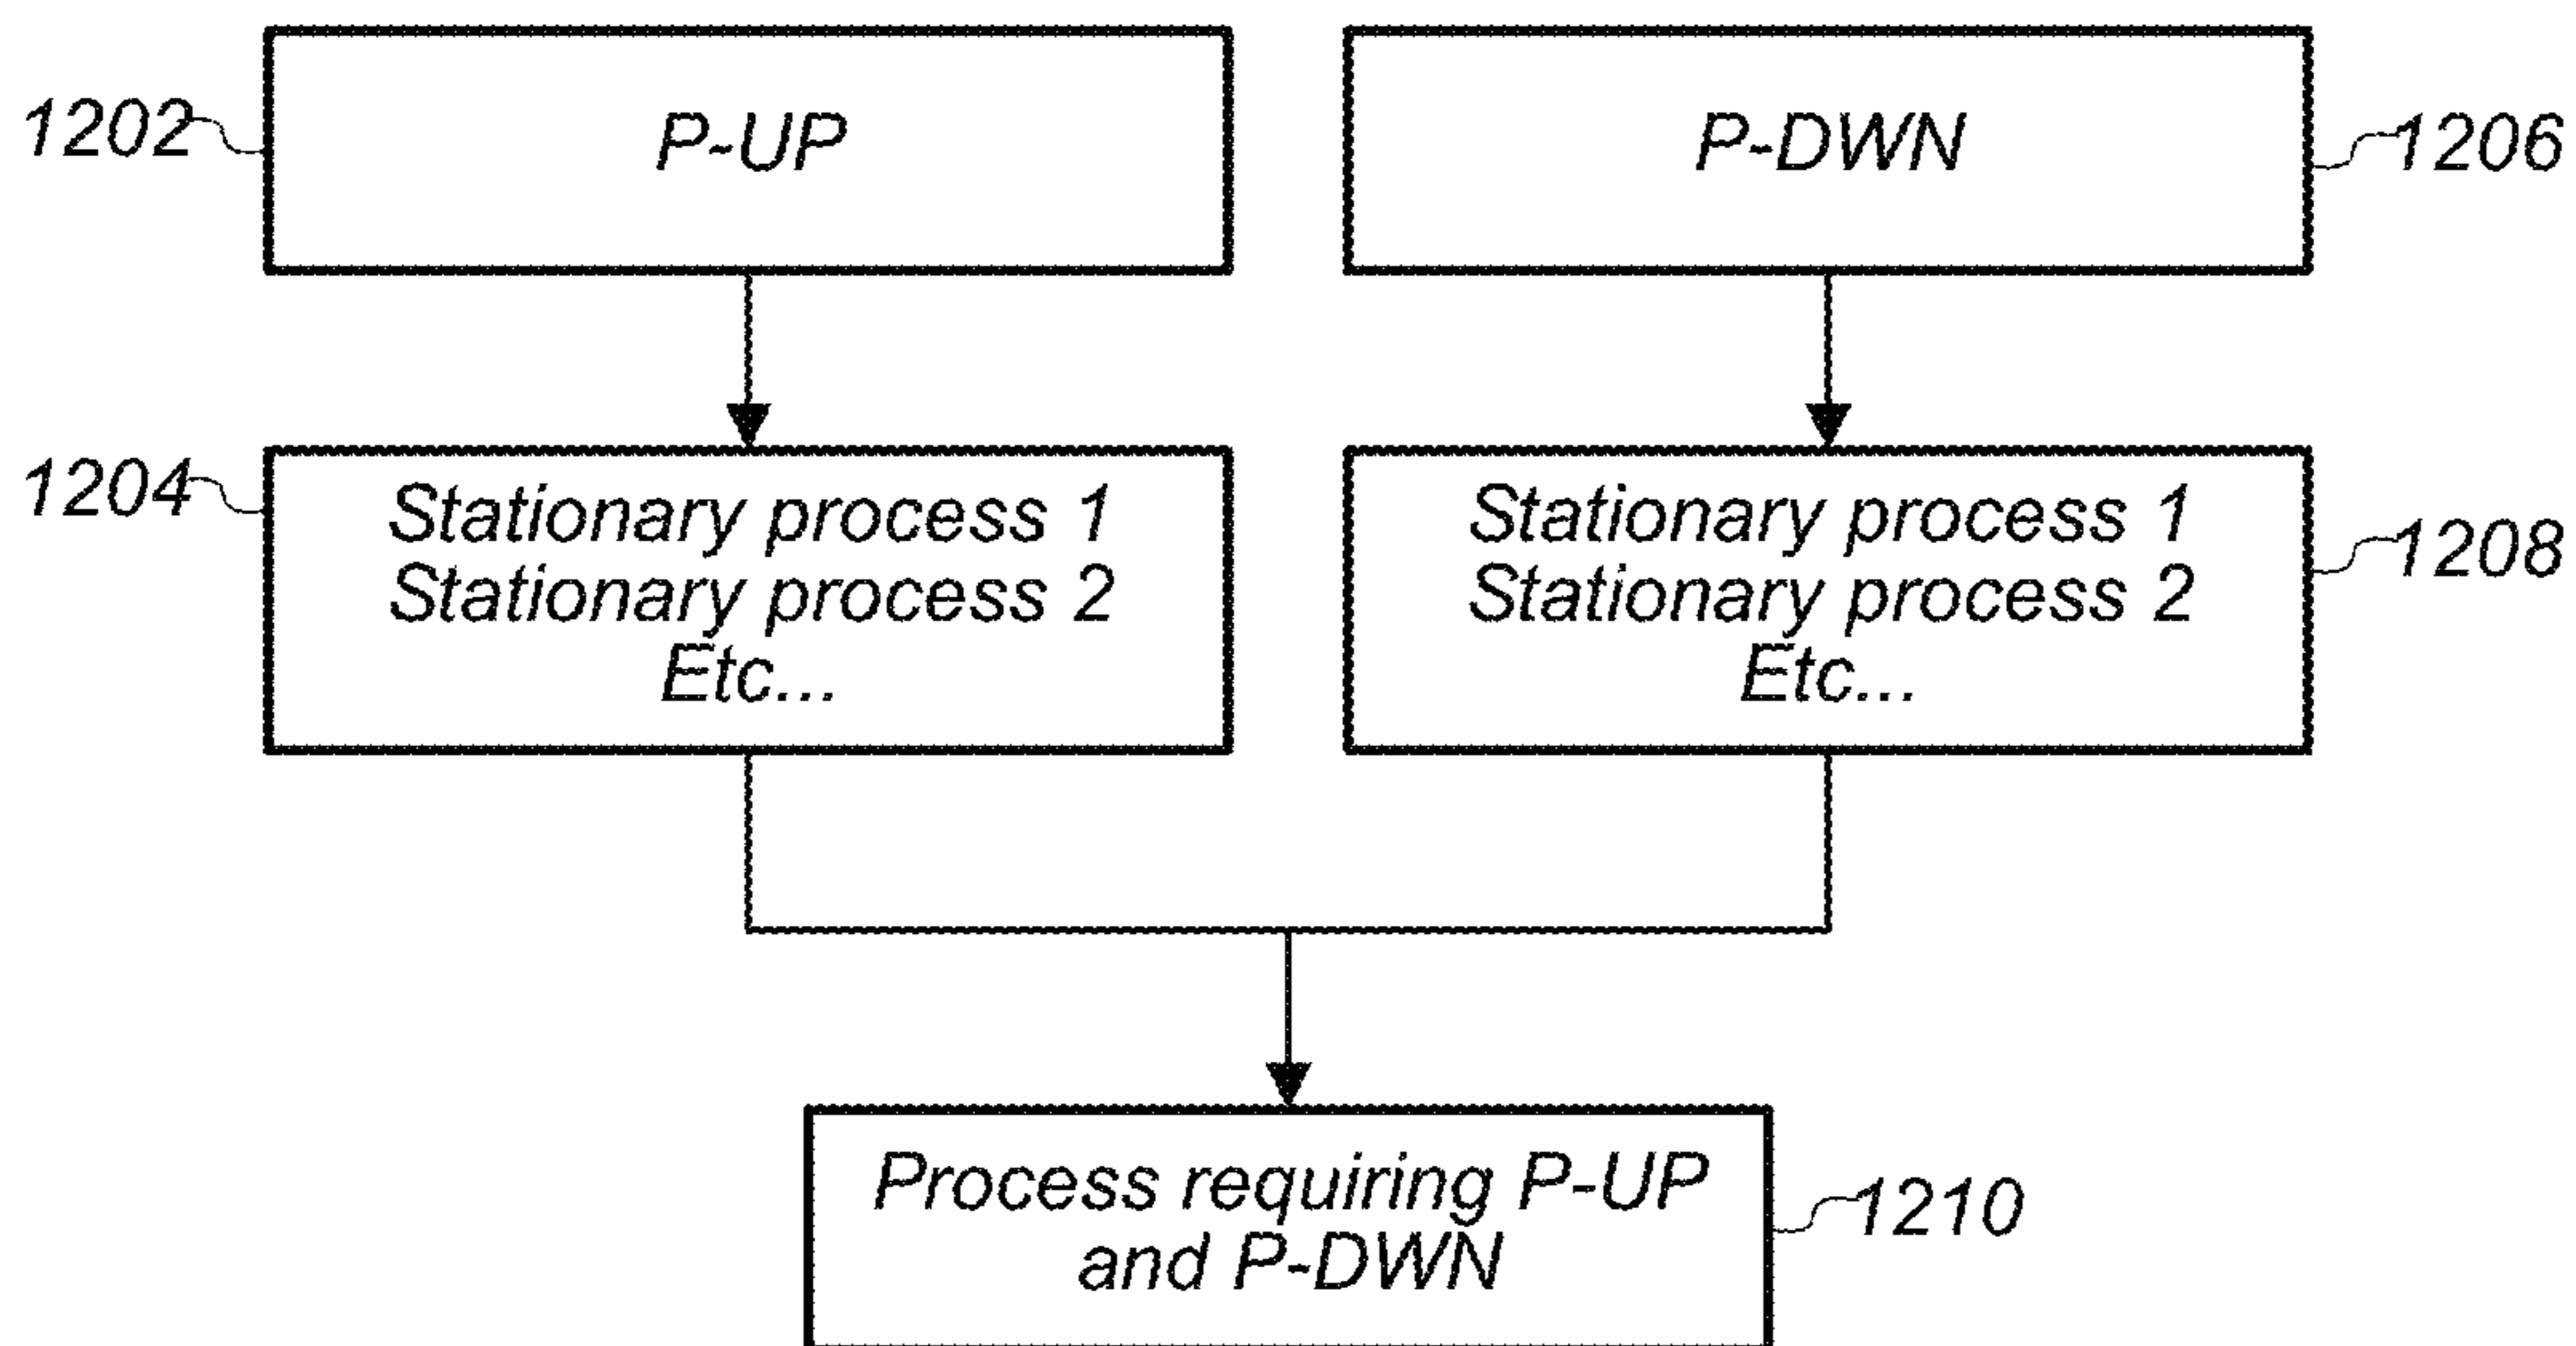 1202
P-UP
P-DWN
1206
1204
Stationary process 1
Stationary process 2
Etc...
Stationary process 1
Stationary process 2
Etc...
1208
Process requiring P-UP
and P-DWN
1210